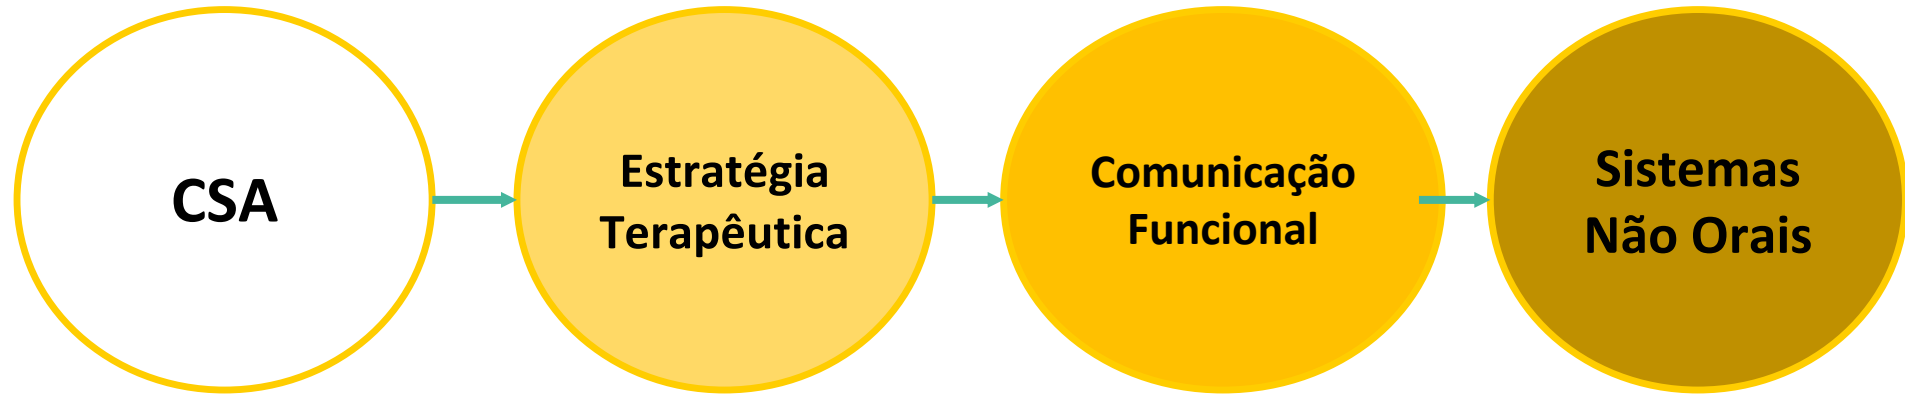 CSA
Estratégia
Terapêutica
Comunicação
Funcional
Sistemas
Não Orais